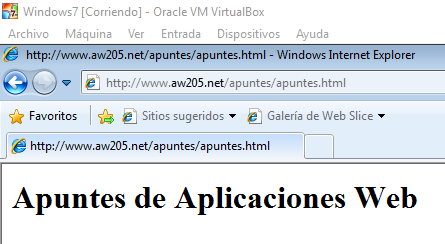 Windows7 [Corriendo] - Oracle VM VirtualBox
Archivo Máquina Ver Entrada Dispositivos Ayuda
http://www.aw205.net/apuntes/apuntes.html - Windows Internet Explorer
http://www.aw205.net/apuntes/apuntes.html
Favoritos Sitios sugeridos Galería de Web Slice
http://www.aw205.net/apuntes/apuntes.html
Apuntes de Aplicaciones Web